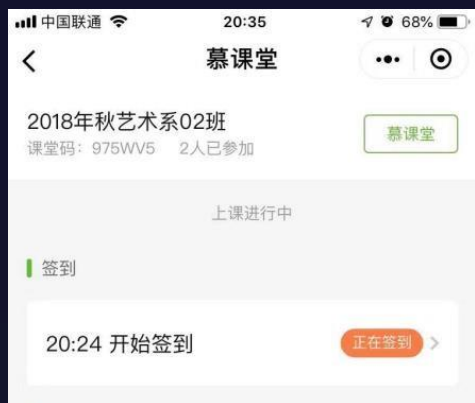 中国联通 20:35 68%
慕课堂
2018年秋艺术系02班
慕课堂
课堂码：975WV5 2人已参加
上课进行中
签到
20:24 开始签到 正在签到